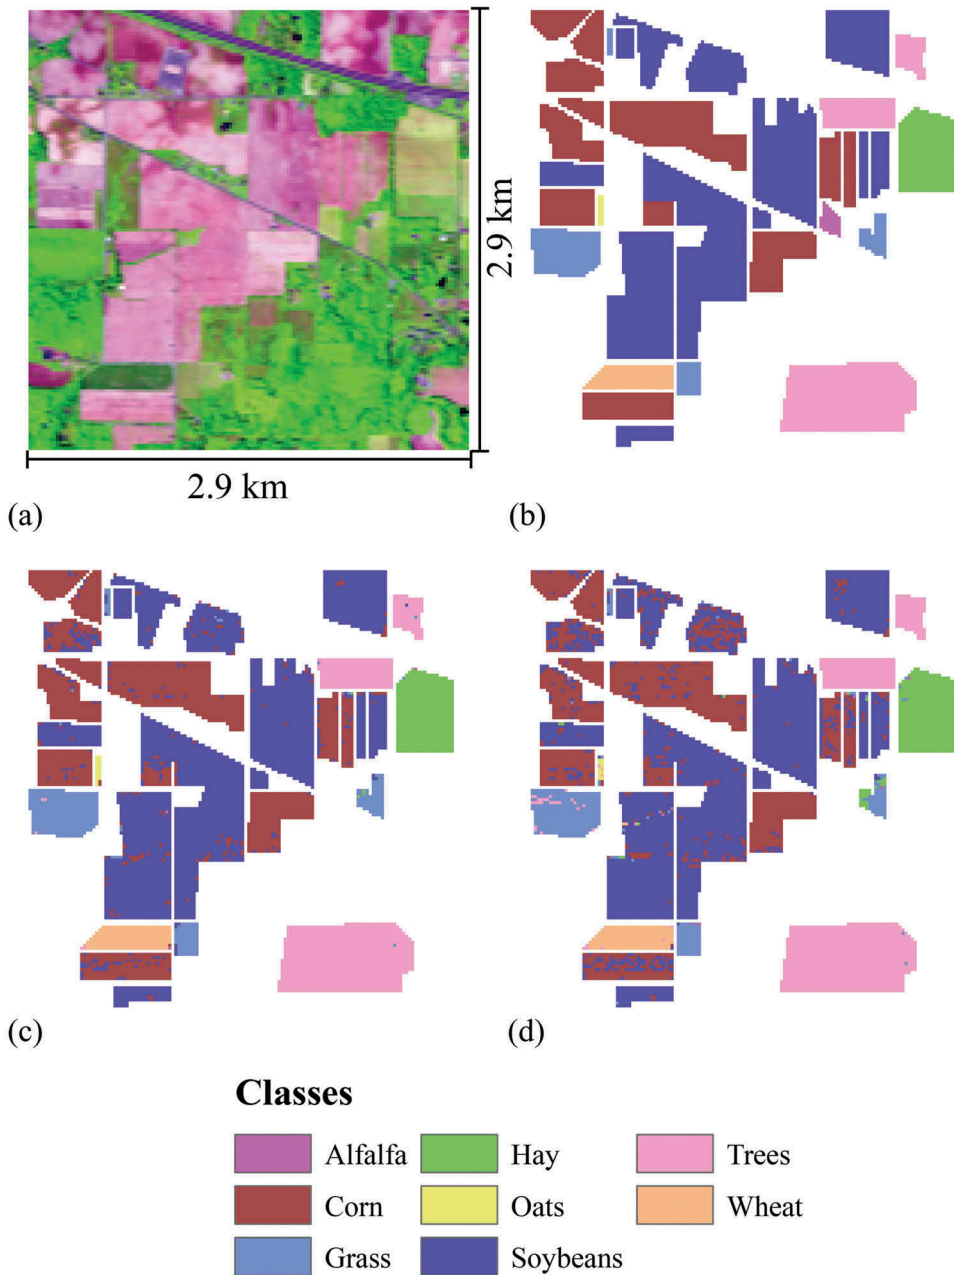 2.9 km
2.9 km
(a)
(b)
(c)
(d)
Classes
Alfalfa
Hay
Trees
Corn
Oats
Wheat
Grass
Soybeans